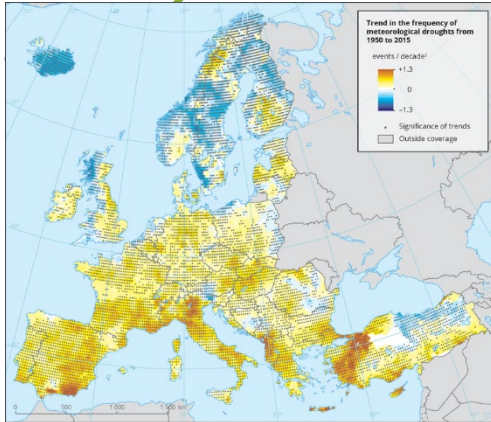 Trend in the frequency of
meteorological droughts from
1950 to 2015
events / decade²
+1.3
0
−1.3
Significance of trends
Outside coverage
0
500
1 000
1 500 km